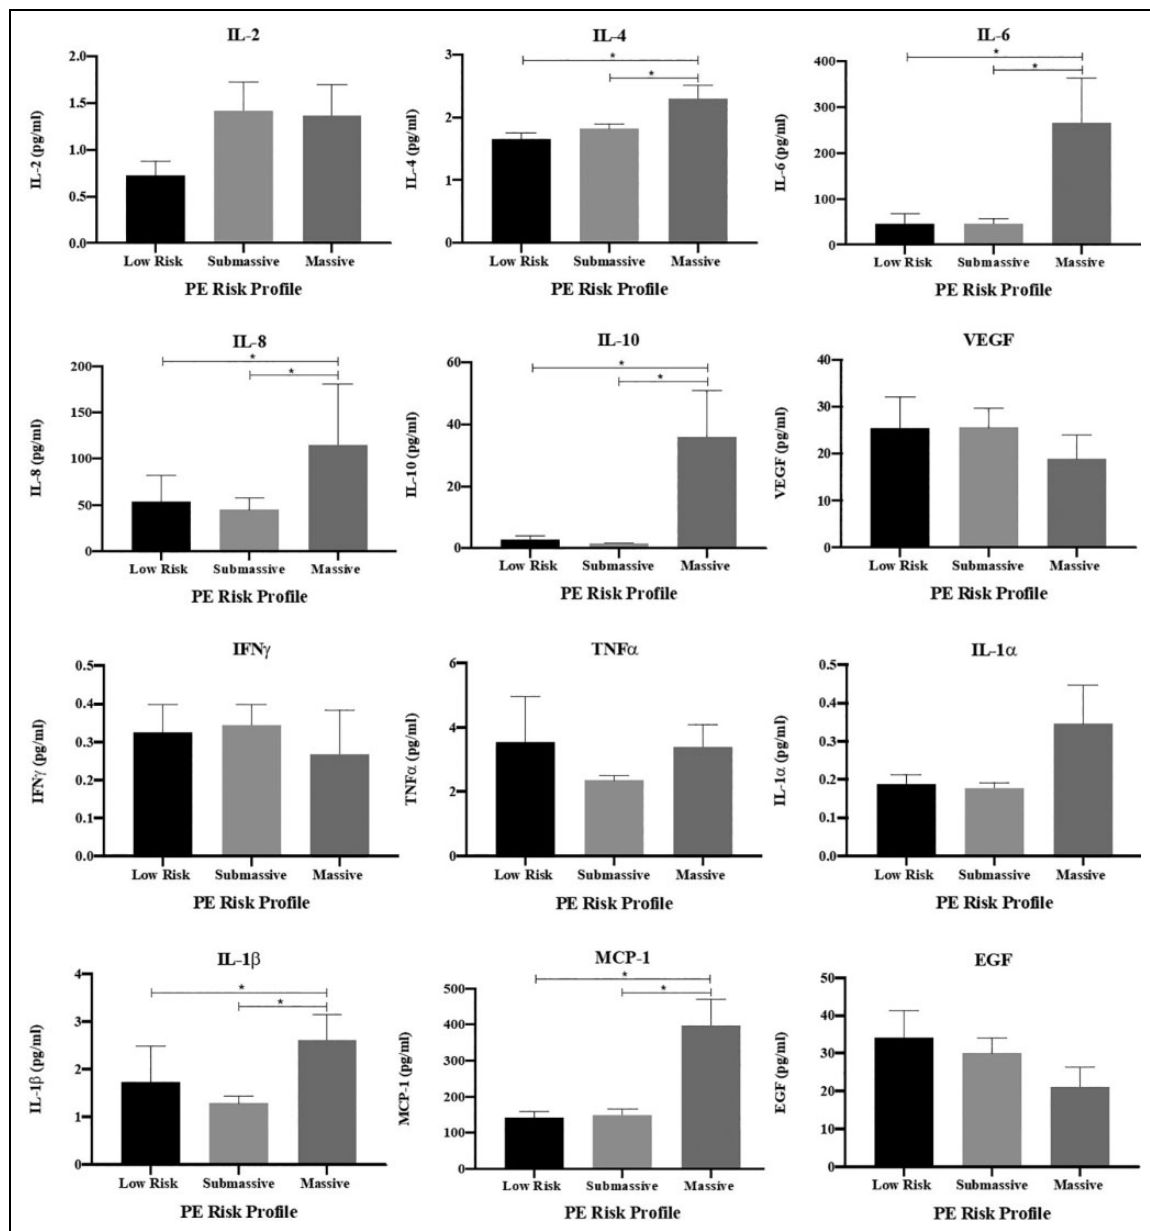 IL-2
IL-2 (pg/ml)
2.0
1.5
1.0
0.5
0.0
Low Risk Submassive Massive
PE Risk Profile
IL-4
IL-4 (pg/ml)
3
2
1
0
*
*
Low Risk Submassive Massive
PE Risk Profile
IL-6
IL-6 (pg/ml)
400
300
200
100
0
*
*
Low Risk Submassive Massive
PE Risk Profile
IL-8
IL-8 (pg/ml)
200
150
100
50
0
*
*
Low Risk Submassive Massive
PE Risk Profile
IL-10
IL-10 (pg/ml)
60
40
20
0
*
*
Low Risk Submassive Massive
PE Risk Profile
VEGF
VEGF (pg/ml)
40
30
20
10
0
Low Risk Submassive Massive
PE Risk Profile
IFNγ
IFNγ (pg/ml)
0.5
0.4
0.3
0.2
0.1
0.0
Low Risk Submassive Massive
PE Risk Profile
TNFα
TNFα (pg/ml)
6
4
2
0
Low Risk Submassive Massive
PE Risk Profile
IL-1α
IL-1α (pg/ml)
0.5
0.4
0.3
0.2
0.1
0.0
Low Risk Submassive Massive
PE Risk Profile
IL-1β
IL-1β (pg/ml)
4
3
2
1
0
*
*
Low Risk Submassive Massive
PE Risk Profile
MCP-1
MCP-1 (pg/ml)
500
400
300
200
100
0
*
*
Low Risk Submassive Massive
PE Risk Profile
EGF
EGF (pg/ml)
50
40
30
20
10
0
Low Risk Submassive Massive
PE Risk Profile